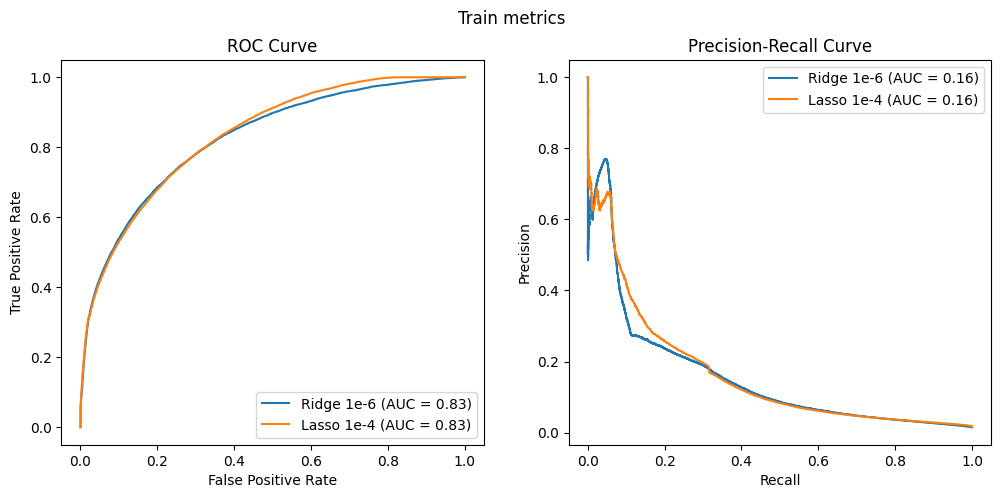 Train metrics
ROC Curve
True Positive Rate
1.0
0.8
0.6
0.4
0.2
0.0
Ridge 1e-6 (AUC = 0.83)
Lasso 1e-4 (AUC = 0.83)
0.0 0.2 0.4 0.6 0.8 1.0
False Positive Rate
Precision-Recall Curve
Precision
1.0
0.8
0.6
0.4
0.2
0.0
Ridge 1e-6 (AUC = 0.16)
Lasso 1e-4 (AUC = 0.16)
0.0 0.2 0.4 0.6 0.8 1.0
Recall